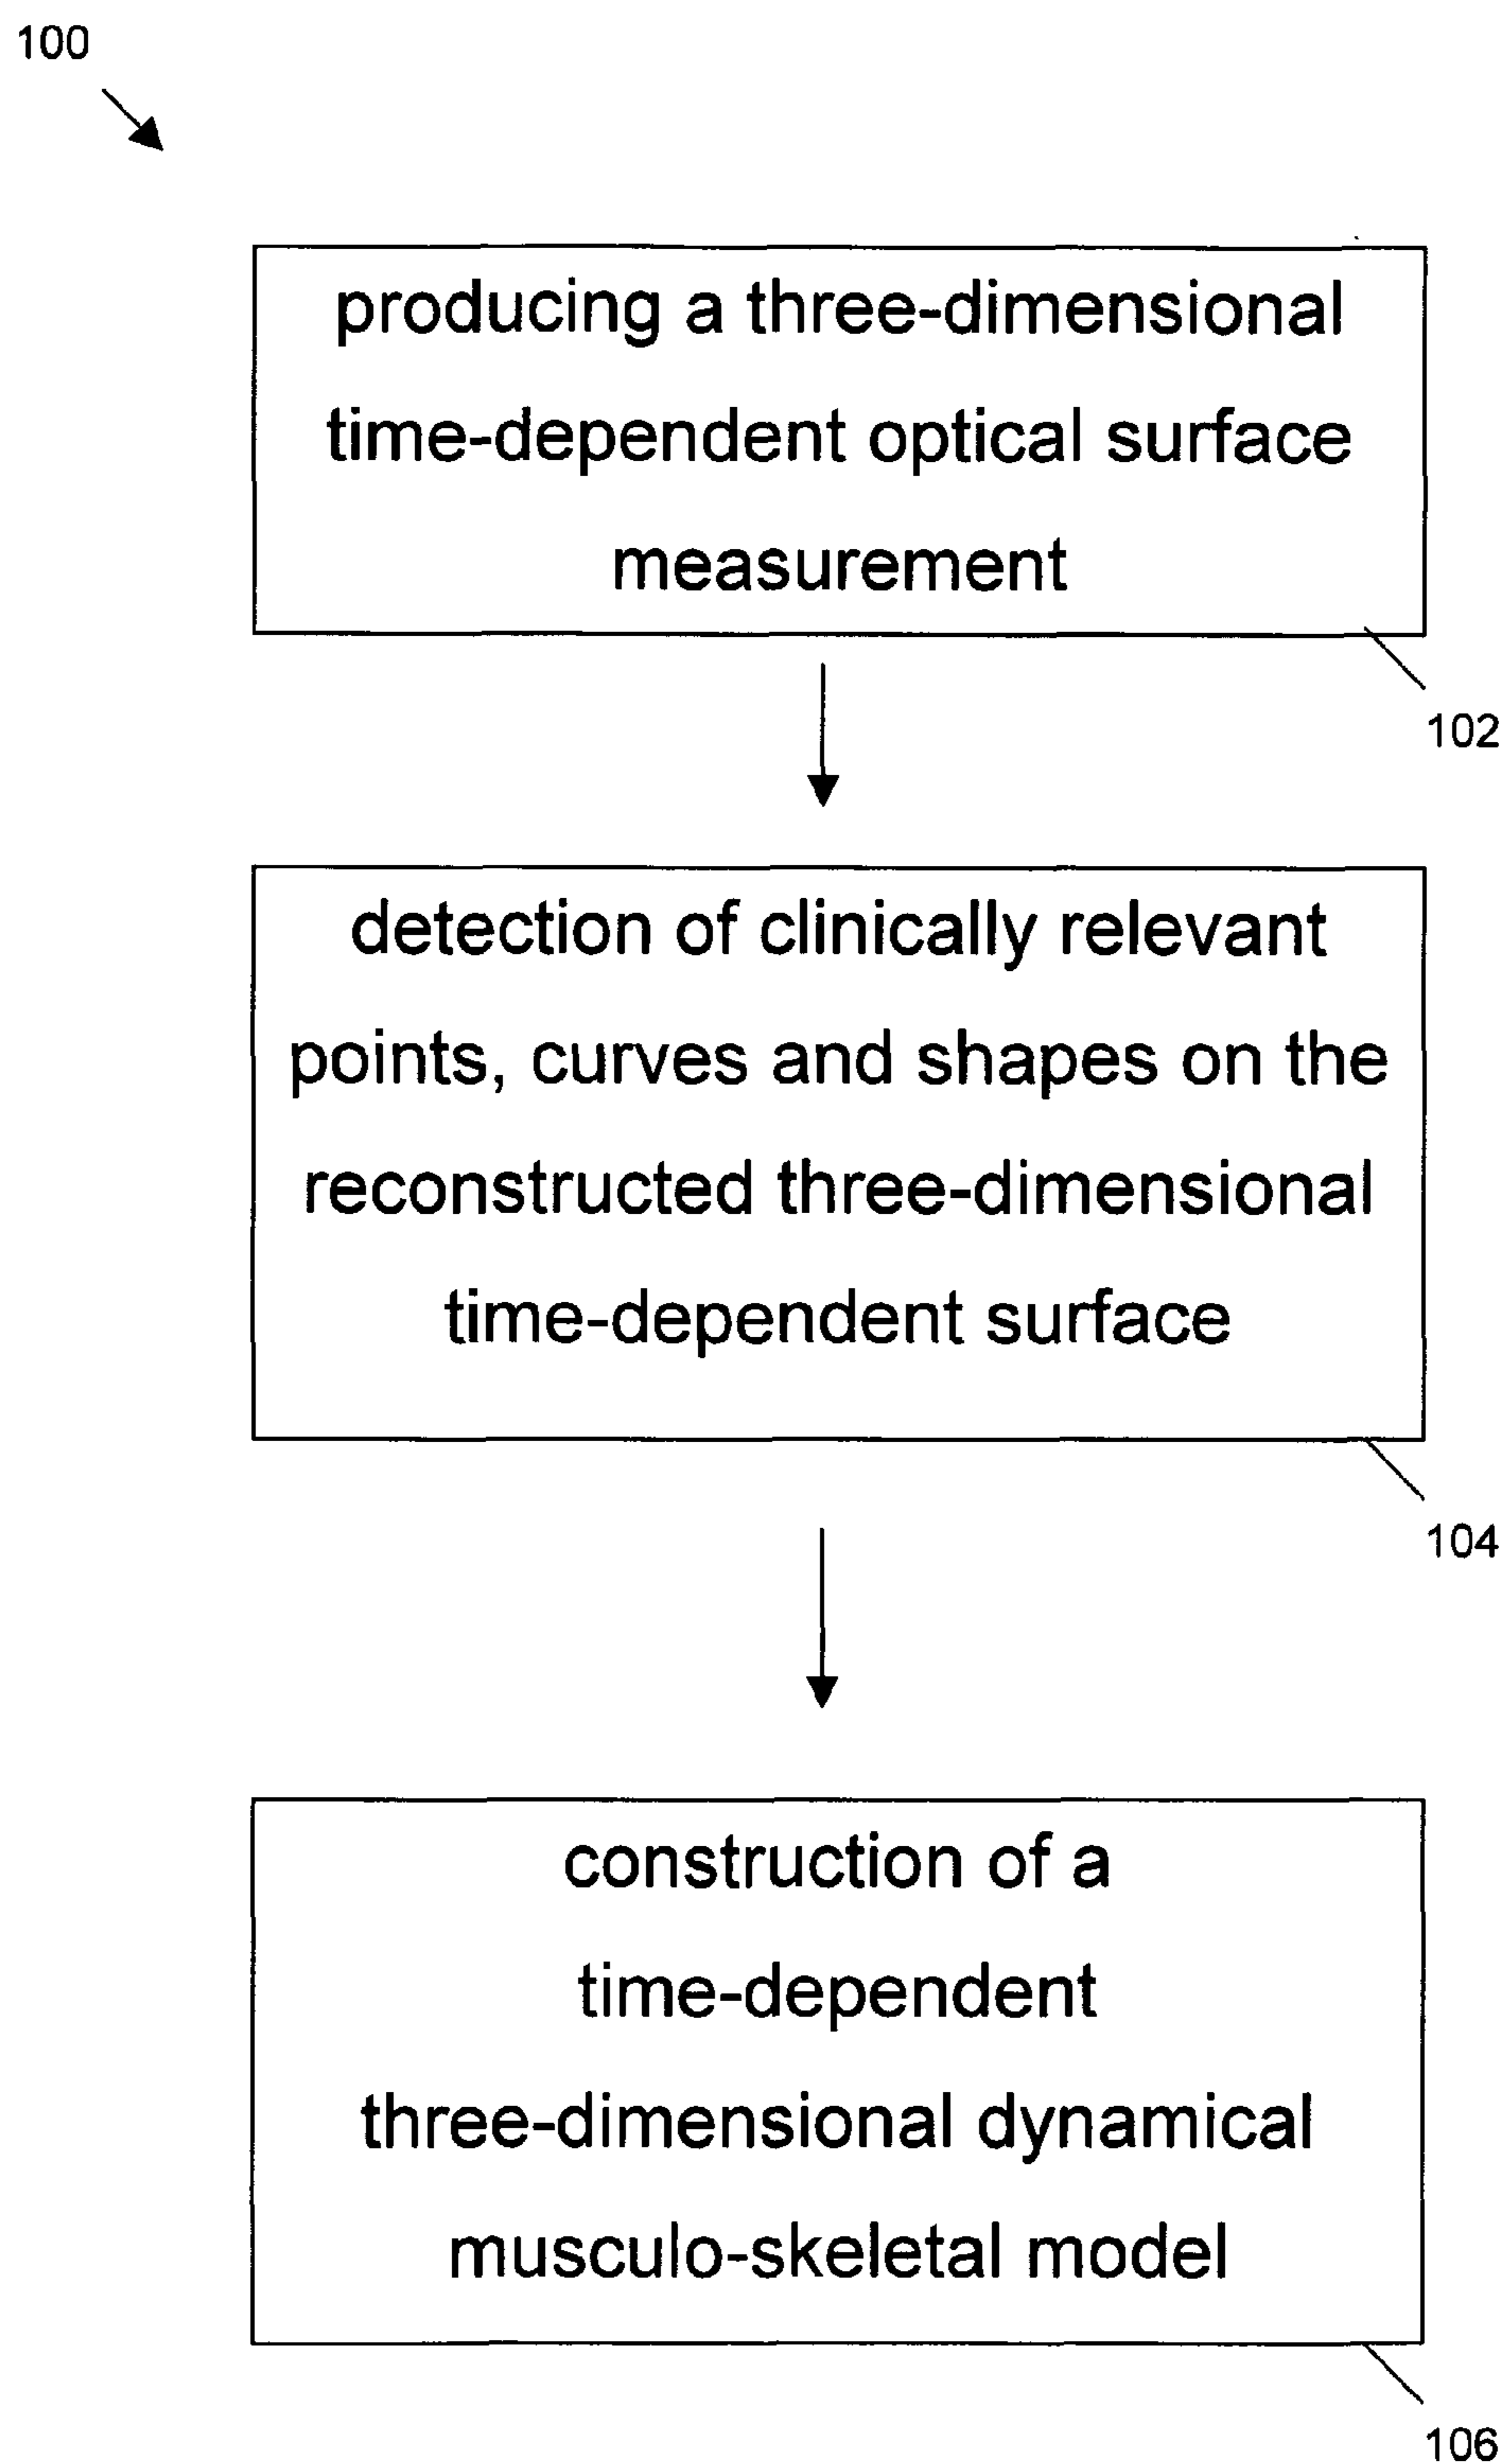 100
producing a three-dimensional
time-dependent optical surface
measurement
102
detection of clinically relevant
points, curves and shapes on the
reconstructed three-dimensional
time-dependent surface
104
construction of a
time-dependent
three-dimensional dynamical
musculo-skeletal model
106